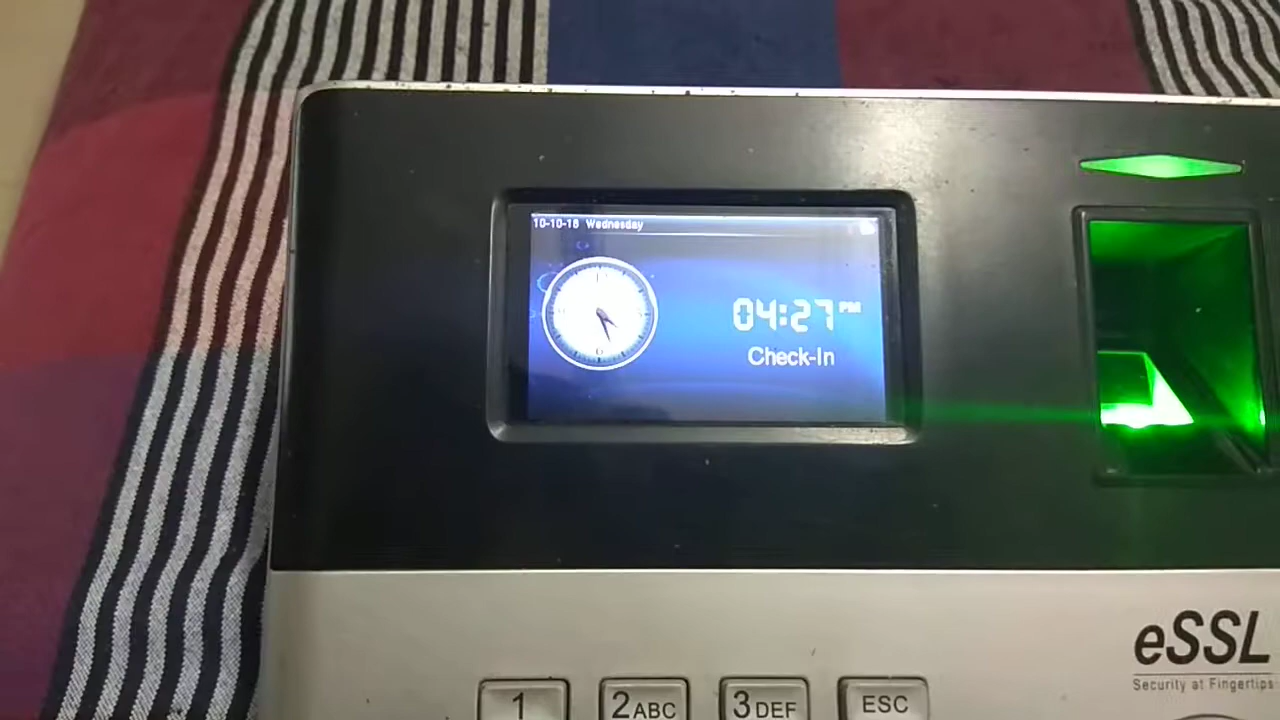 10-10-18 Wednesday
04:27 PM
Check-In
eSSL
Security at Fingertips
1
2ABC
3DEF
ESC